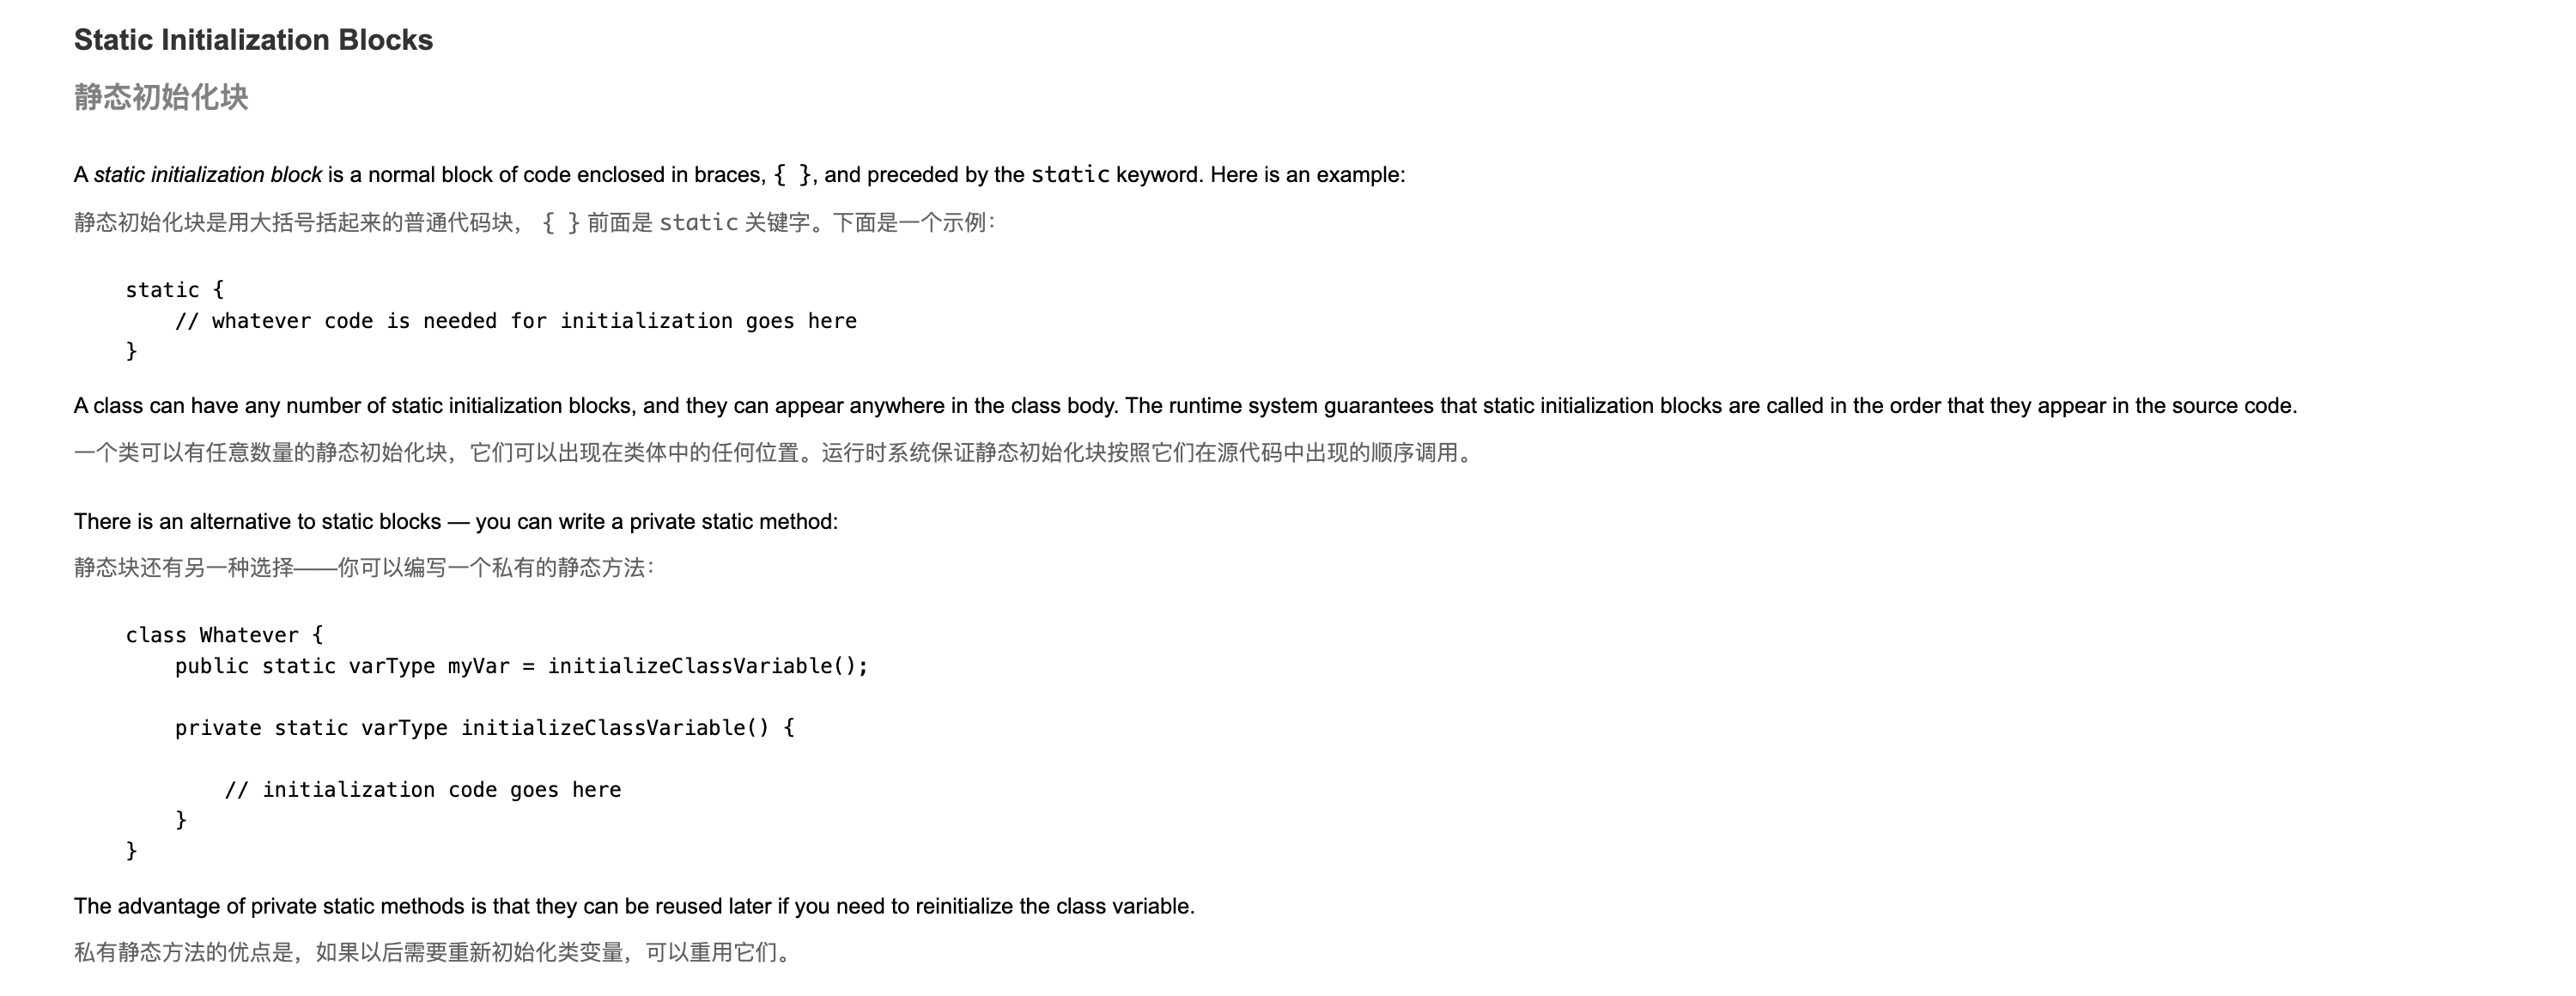 Static Initialization Blocks
静态初始化块
A static initialization block is a normal block of code enclosed in braces, { }, and preceded by the static keyword. Here is an example:
静态初始化块是用大括号括起来的普通代码块， { } 前面是 static 关键字。下面是一个示例：
static {
    // whatever code is needed for initialization goes here
}
A class can have any number of static initialization blocks, and they can appear anywhere in the class body. The runtime system guarantees that static initialization blocks are called in the order that they appear in the source code.
一个类可以有任意数量的静态初始化块，它们可以出现在类体中的任何位置。运行时系统保证静态初始化块按照它们在源代码中出现的顺序调用。
There is an alternative to static blocks — you can write a private static method:
静态块还有另一种选择——你可以编写一个私有的静态方法：
class Whatever {
    public static varType myVar = initializeClassVariable();
    private static varType initializeClassVariable() {
        // initialization code goes here
    }
}
The advantage of private static methods is that they can be reused later if you need to reinitialize the class variable.
私有静态方法的优点是，如果以后需要重新初始化类变量，可以重用它们。